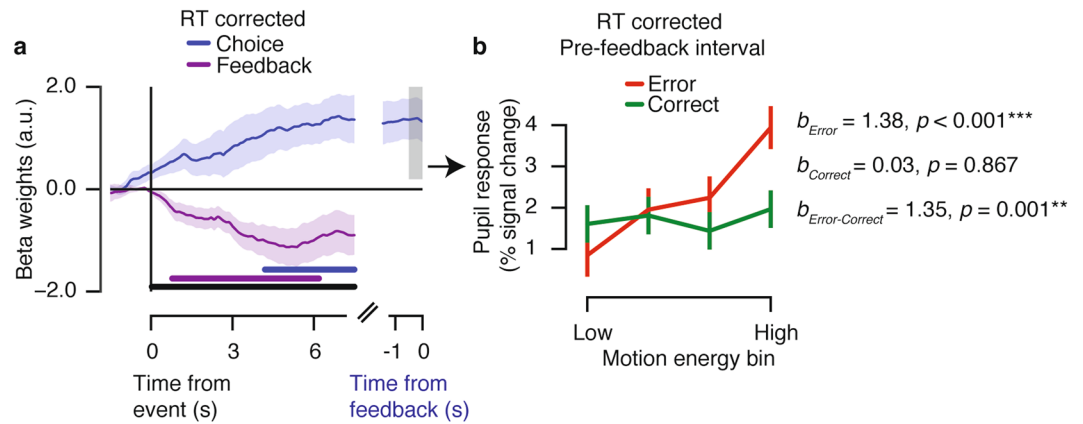 a
RT corrected
Choice
Feedback
Beta weights (a.u.)
2.0
0.0
−2.0
0
3
6
-1
0
Time from
event (s)
Time from
feedback (s)
b
RT corrected
Pre-feedback interval
Error
Correct
Pupil response
(% signal change)
4
3
2
1
Low
High
Motion energy bin
b_Error = 1.38, p < 0.001***
b_Correct = 0.03, p = 0.867
b_Error-Correct = 1.35, p = 0.001**